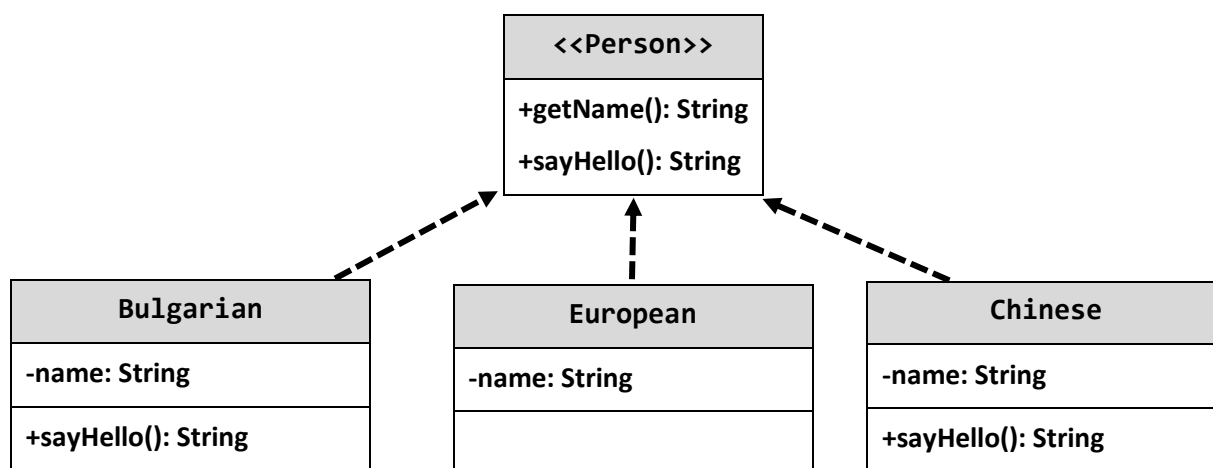 <<Person>>
+getName(): String
+sayHello(): String
Bulgarian
-name: String
+sayHello(): String
European
-name: String
Chinese
-name: String
+sayHello(): String